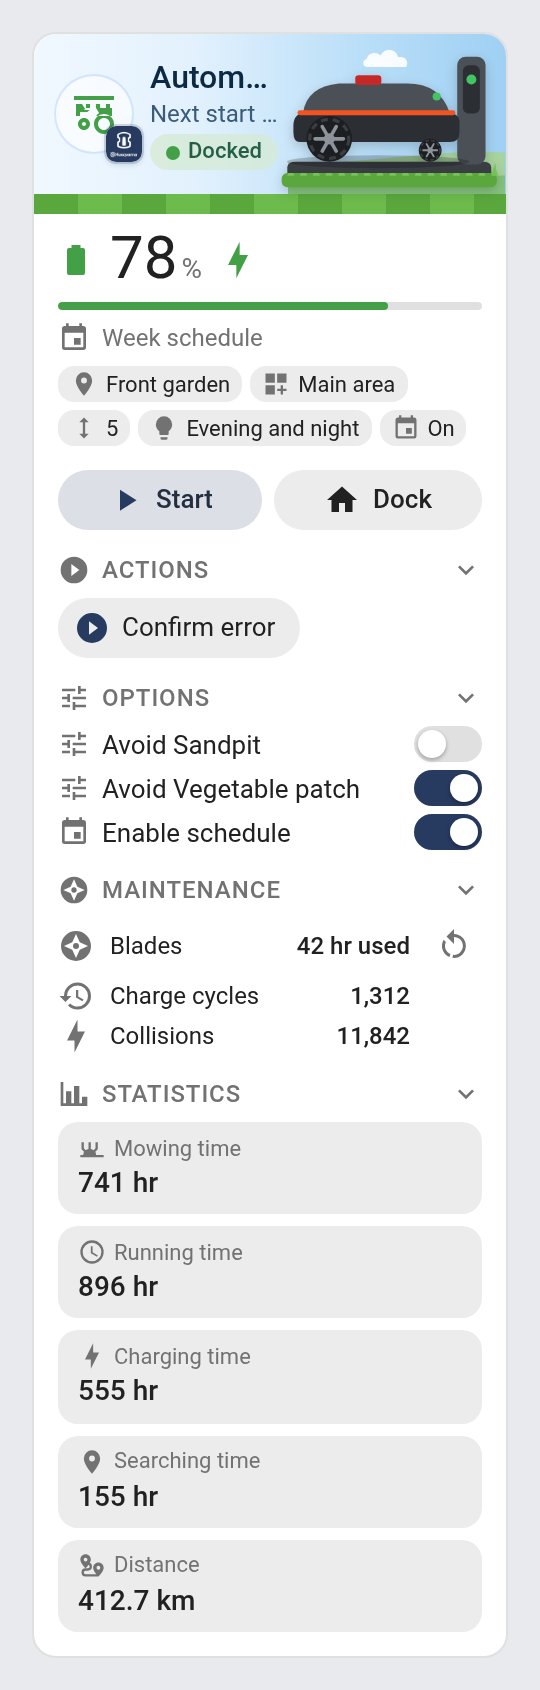 Autom...
Next start ...
Docked
78 %
Week schedule
Front garden
Main area
5
Evening and night
On
Start
Dock
ACTIONS
Confirm error
OPTIONS
Avoid Sandpit
Avoid Vegetable patch
Enable schedule
MAINTENANCE
Blades 42 hr used
Charge cycles 1,312
Collisions 11,842
STATISTICS
Mowing time
741 hr
Running time
896 hr
Charging time
555 hr
Searching time
155 hr
Distance
412.7 km